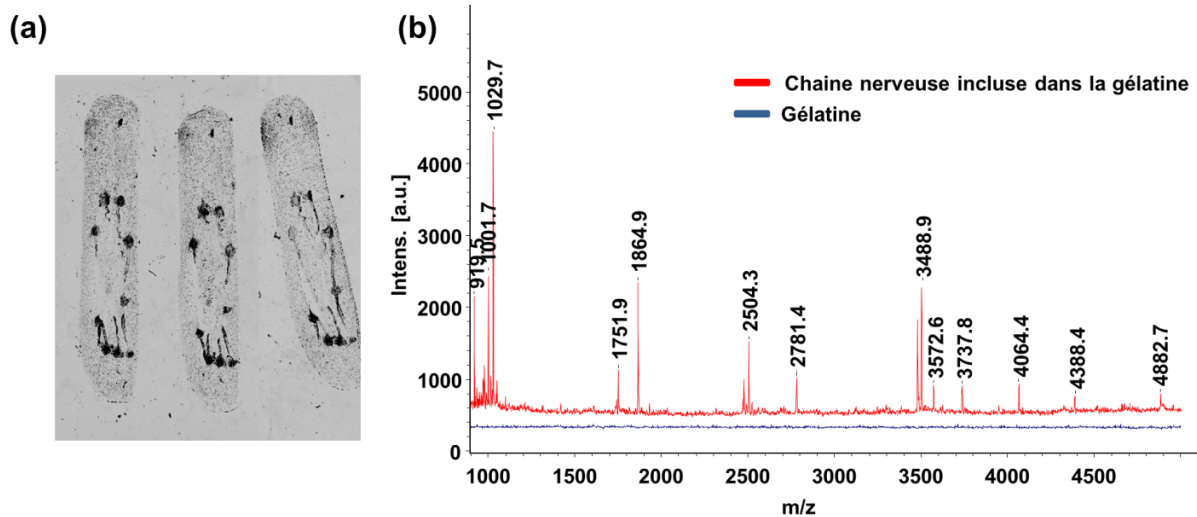 (a)
(b)
Chaine nerveuse incluse dans la gélatine
Gélatine
Intens. [a.u.]
5000
4000
3000
2000
1000
0
919.5
1001.7
1029.7
1751.9
1864.9
2504.3
2781.4
3488.9
3572.6
3737.8
4064.4
4388.4
4882.7
1000 1500 2000 2500 3000 3500 4000 4500
m/z